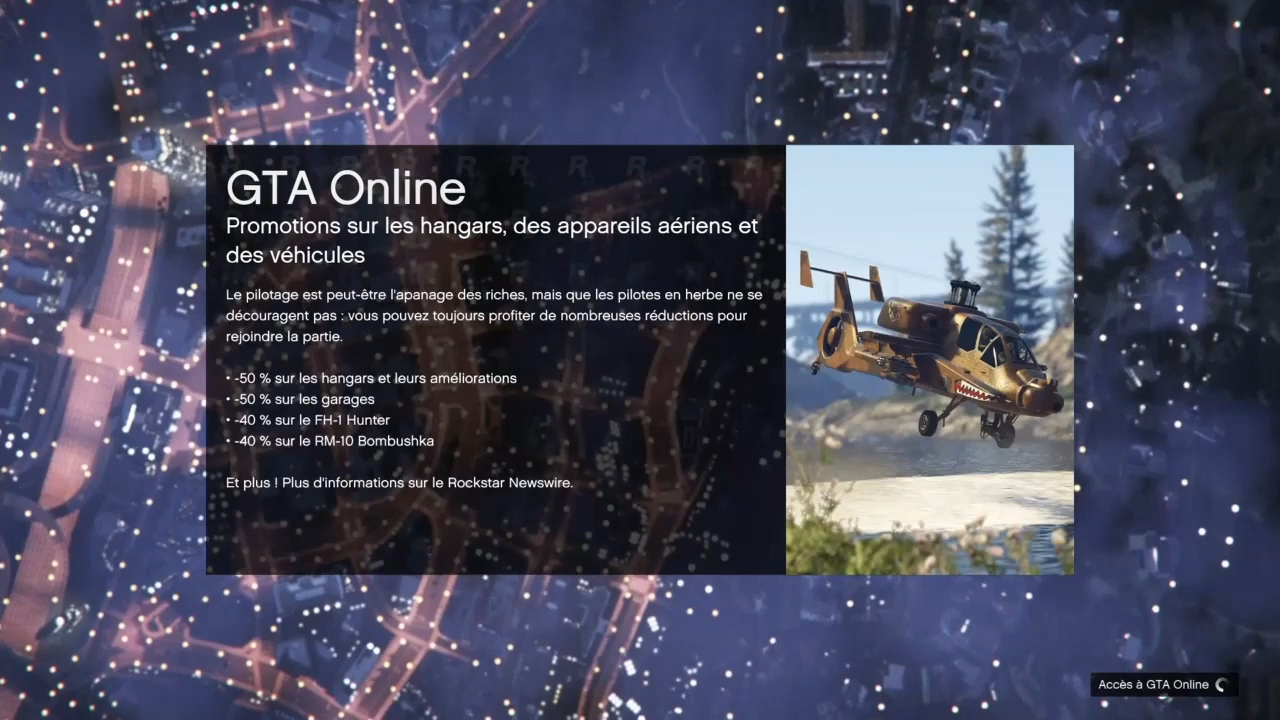 GTA Online
Promotions sur les hangars, des appareils aériens et
des véhicules
Le pilotage est peut-être l'apanage des riches, mais que les pilotes en herbe ne se
découragent pas : vous pouvez toujours profiter de nombreuses réductions pour
rejoindre la partie.
• -50 % sur les hangars et leurs améliorations
• -50 % sur les garages
• -40 % sur le FH-1 Hunter
• -40 % sur le RM-10 Bombushka
Et plus ! Plus d'informations sur le Rockstar Newswire.
Accès à GTA Online